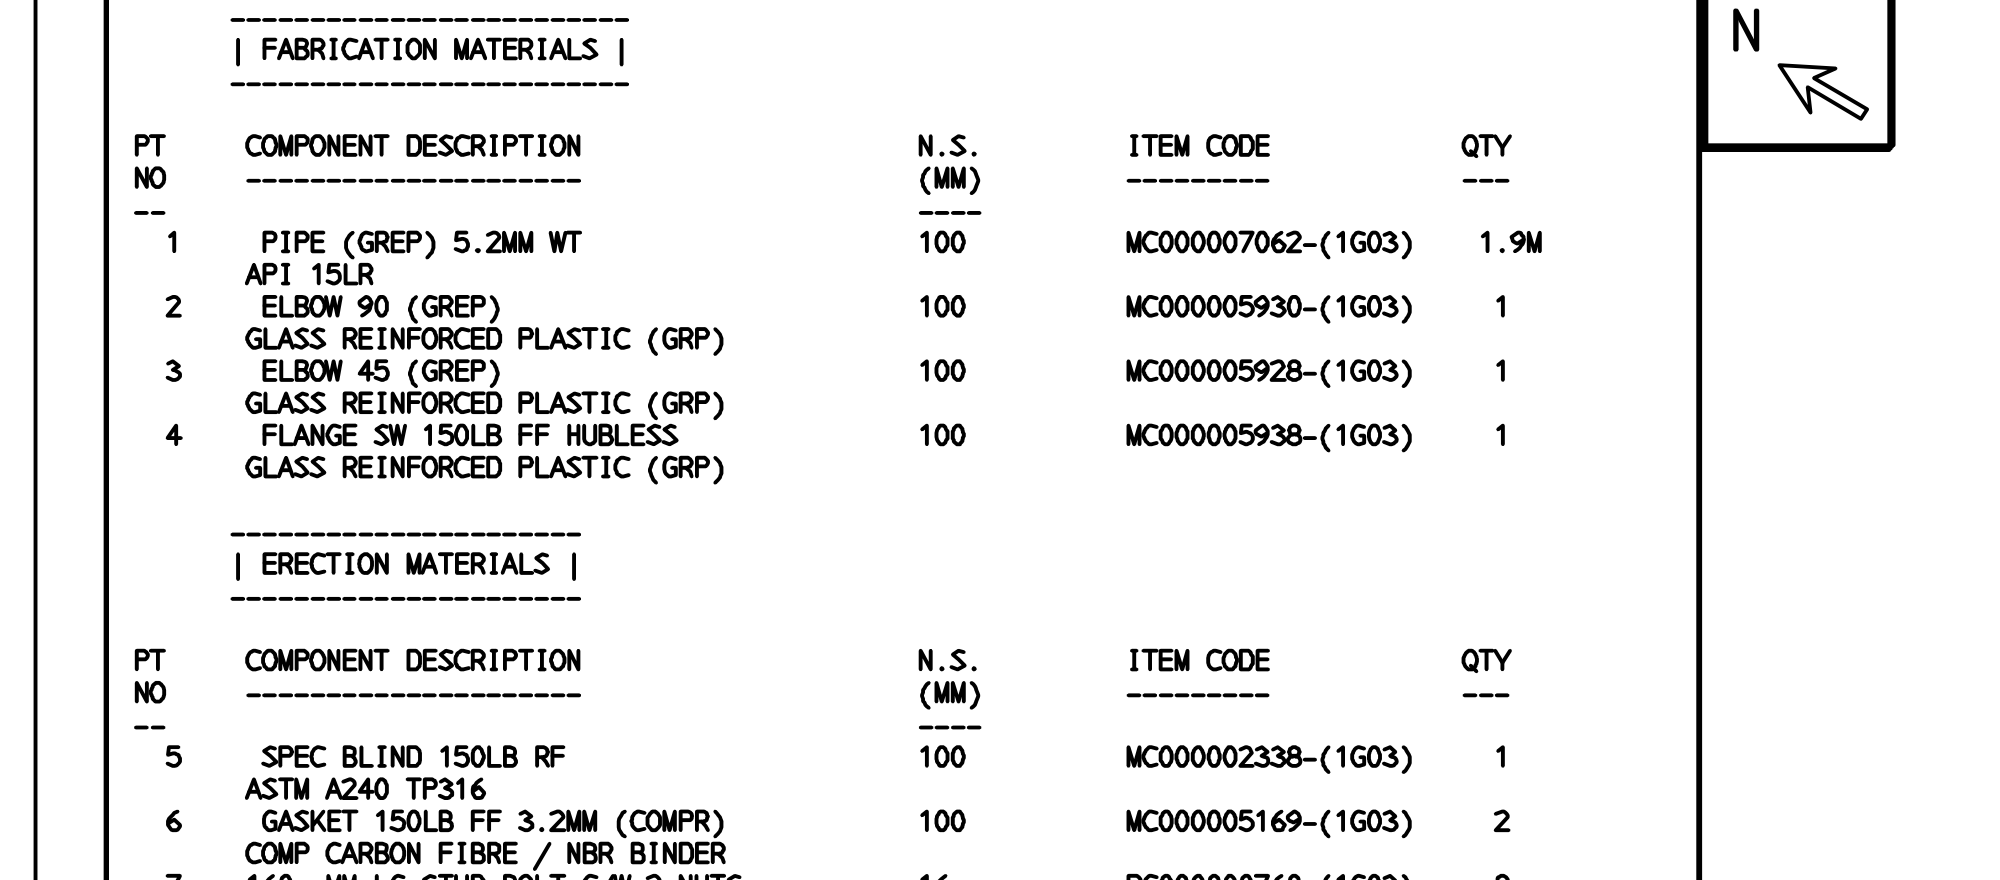 ------------------------- 
| FABRICATION MATERIALS |
-------------------------
N
PT COMPONENT DESCRIPTION N.S. ITEM CODE QTY
NO --------------------- (MM) --------- ---
-- ----
1 PIPE (GREP) 5.2MM WT 100 MC000007062-(1G03) 1.9M
API 15LR
2 ELBOW 90 (GREP) 100 MC000005930-(1G03) 1
GLASS REINFORCED PLASTIC (GRP)
3 ELBOW 45 (GREP) 100 MC000005928-(1G03) 1
GLASS REINFORCED PLASTIC (GRP)
4 FLANGE SW 150LB FF HUBLESS 100 MC000005938-(1G03) 1
GLASS REINFORCED PLASTIC (GRP)
----------------------
| ERECTION MATERIALS |
----------------------
PT COMPONENT DESCRIPTION N.S. ITEM CODE QTY
NO --------------------- (MM) --------- ---
-- ----
5 SPEC BLIND 150LB RF 100 MC000002338-(1G03) 1
ASTM A240 TP316
6 GASKET 150LB FF 3.2MM (COMPR) 100 MC000005169-(1G03) 2
COMP CARBON FIBRE / NBR BINDER